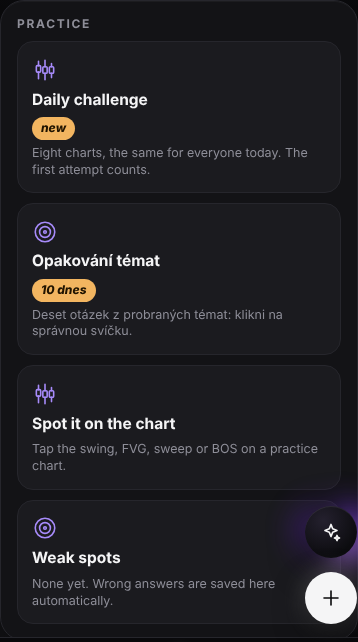 PRACTICE
Daily challenge
new
Eight charts, the same for everyone today. The
first attempt counts.
Opakování témat
10 dnes
Deset otázek z probraných témat: klikni na
správnou svíčku.
Spot it on the chart
Tap the swing, FVG, sweep or BOS on a practice
chart.
Weak spots
None yet. Wrong answers are saved here
automatically.